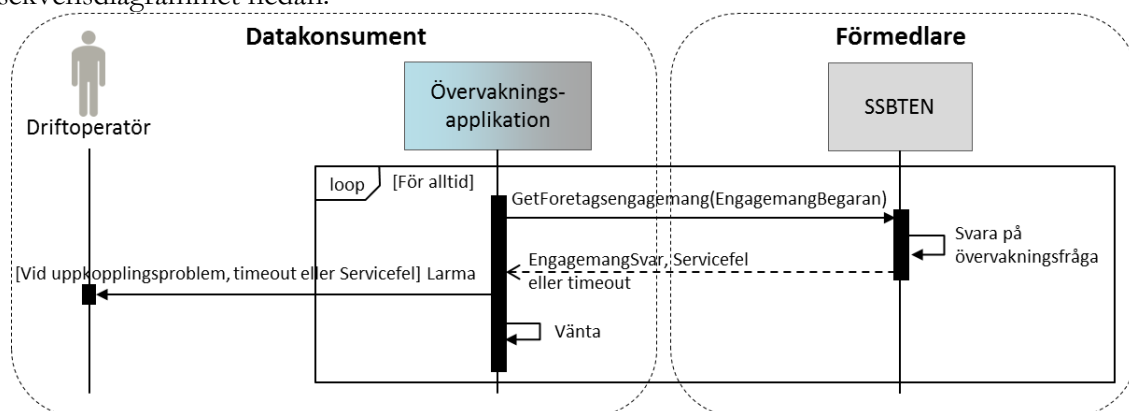 sekvensdiagrammet nedan.
Datakonsument
Förmedlare
Driftoperatör
Övervaknings-
applikation
SSBTEN
loop
[För alltid]
GetForetagsengagemang(EngagemangBegaran)
Svara på
övervakningsfråga
EngagemangSvar, Servicefel
eller timeout
[Vid uppkopplingsproblem, timeout eller Servicefel] Larma
Vänta